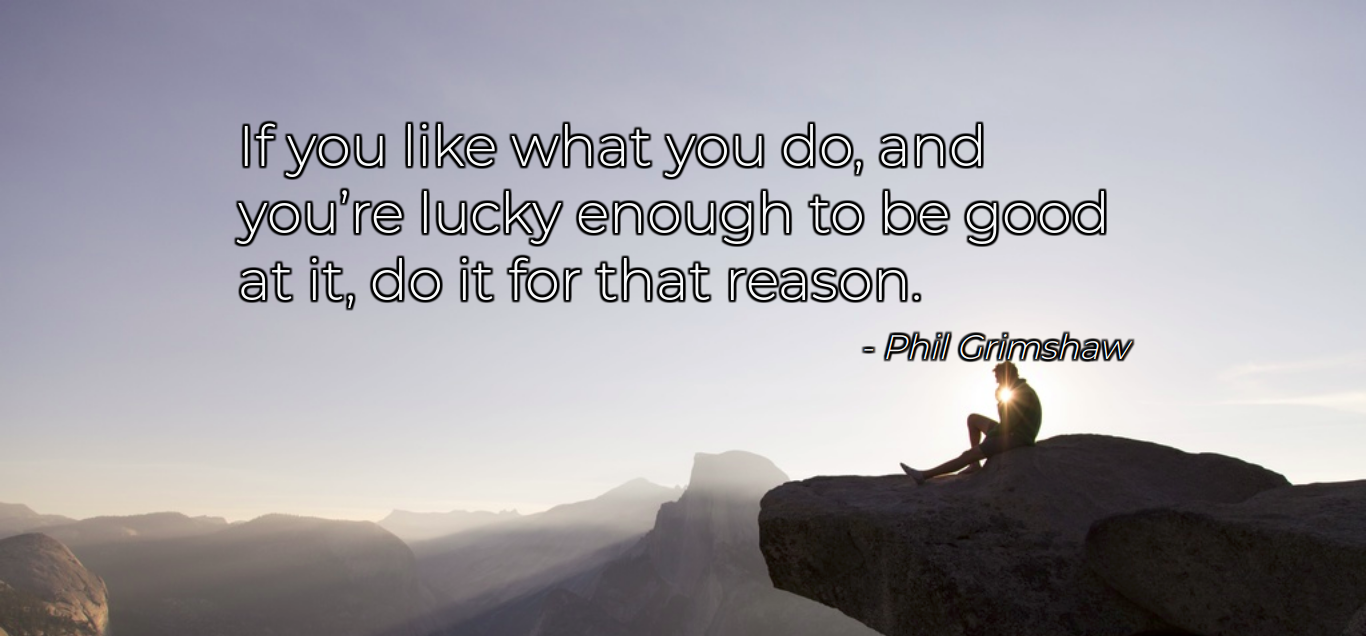 If you like what you do, and
you’re lucky enough to be good
at it, do it for that reason.
- Phil Grimshaw